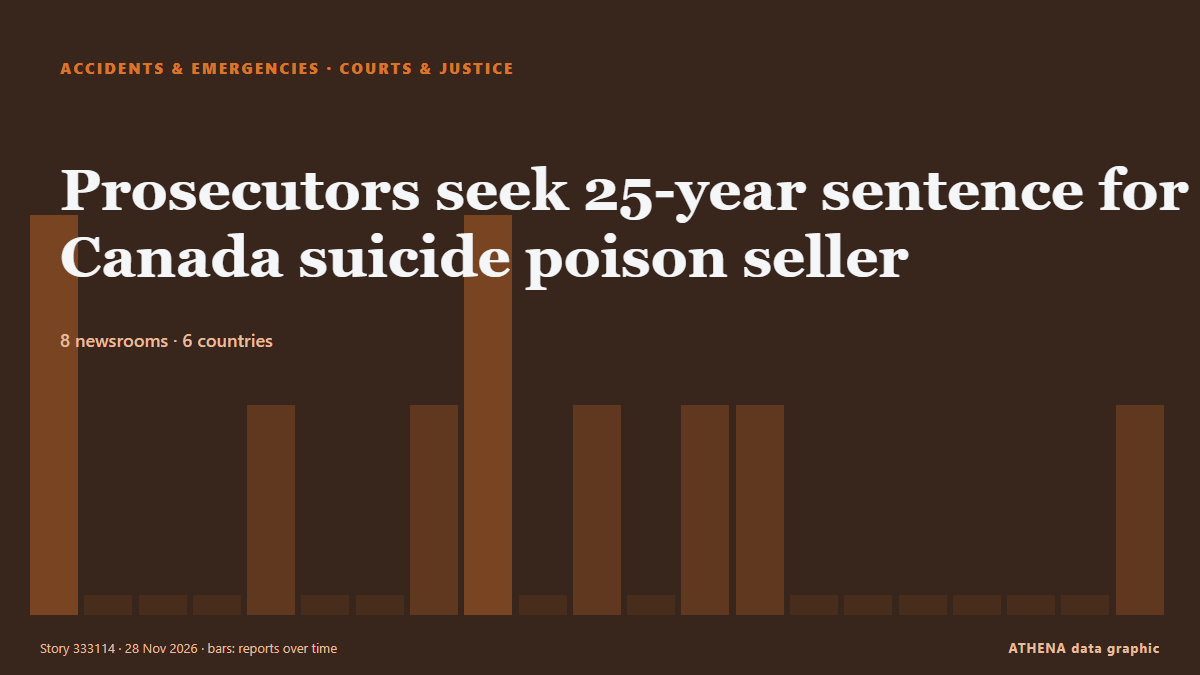 ACCIDENTS & EMERGENCIES · COURTS & JUSTICE
Prosecutors seek 25-year sentence for
Canada suicide poison seller
8 newsrooms · 6 countries
Story 333114 · 28 Nov 2026 · bars: reports over time
ATHENA data graphic